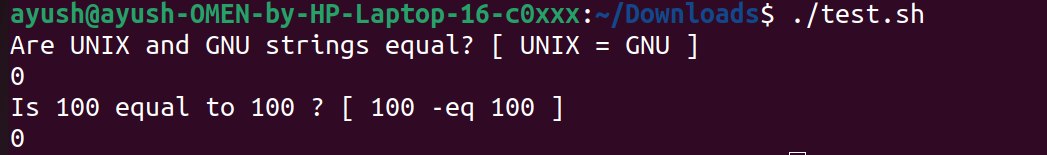 ayush@ayush-OMEN-by-HP-Laptop-16-c0xxx:~/Downloads$ ./test.sh
Are UNIX and GNU strings equal? [ UNIX = GNU ]
0
Is 100 equal to 100 ? [ 100 -eq 100 ]
0